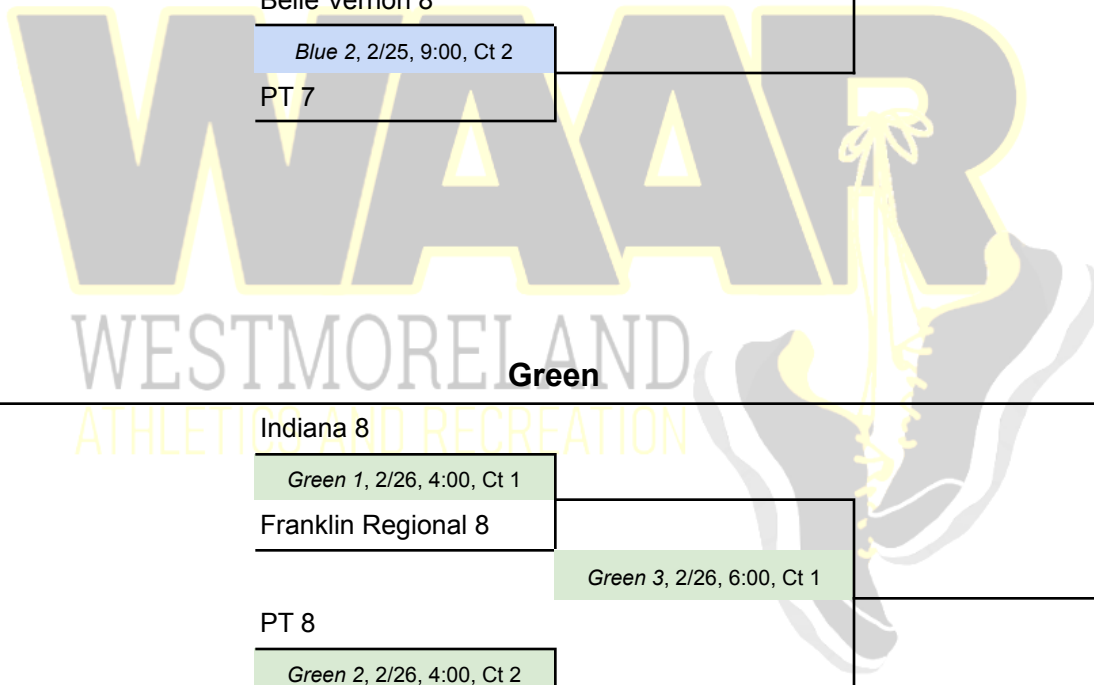 Belle Vernon 8
Blue 2, 2/25, 9:00, Ct 2
PT 7
WAAR
WESTMORELAND
Green
ATHLETICS AND RECREATION
Indiana 8
Green 1, 2/26, 4:00, Ct 1
Franklin Regional 8
Green 3, 2/26, 6:00, Ct 1
PT 8
Green 2, 2/26, 4:00, Ct 2